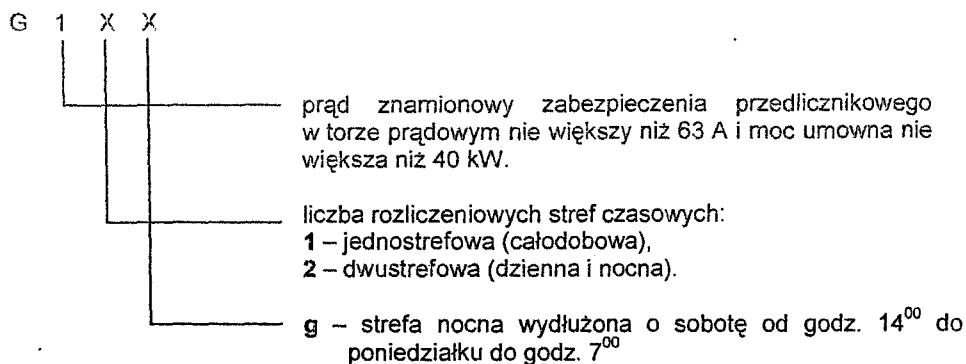 G 1 X X
prąd znamionowy zabezpieczenia przedlicznikowego
w torze prądowym nie większy niż 63 A i moc umowna nie
większa niż 40 kW.
liczba rozliczeniowych stref czasowych:
1 – jednostrefowa (całodobowa),
2 – dwustrefowa (dzienna i nocna).
g – strefa nocna wydłużona o sobotę od godz. 14⁰⁰ do
poniedziałku do godz. 7⁰⁰